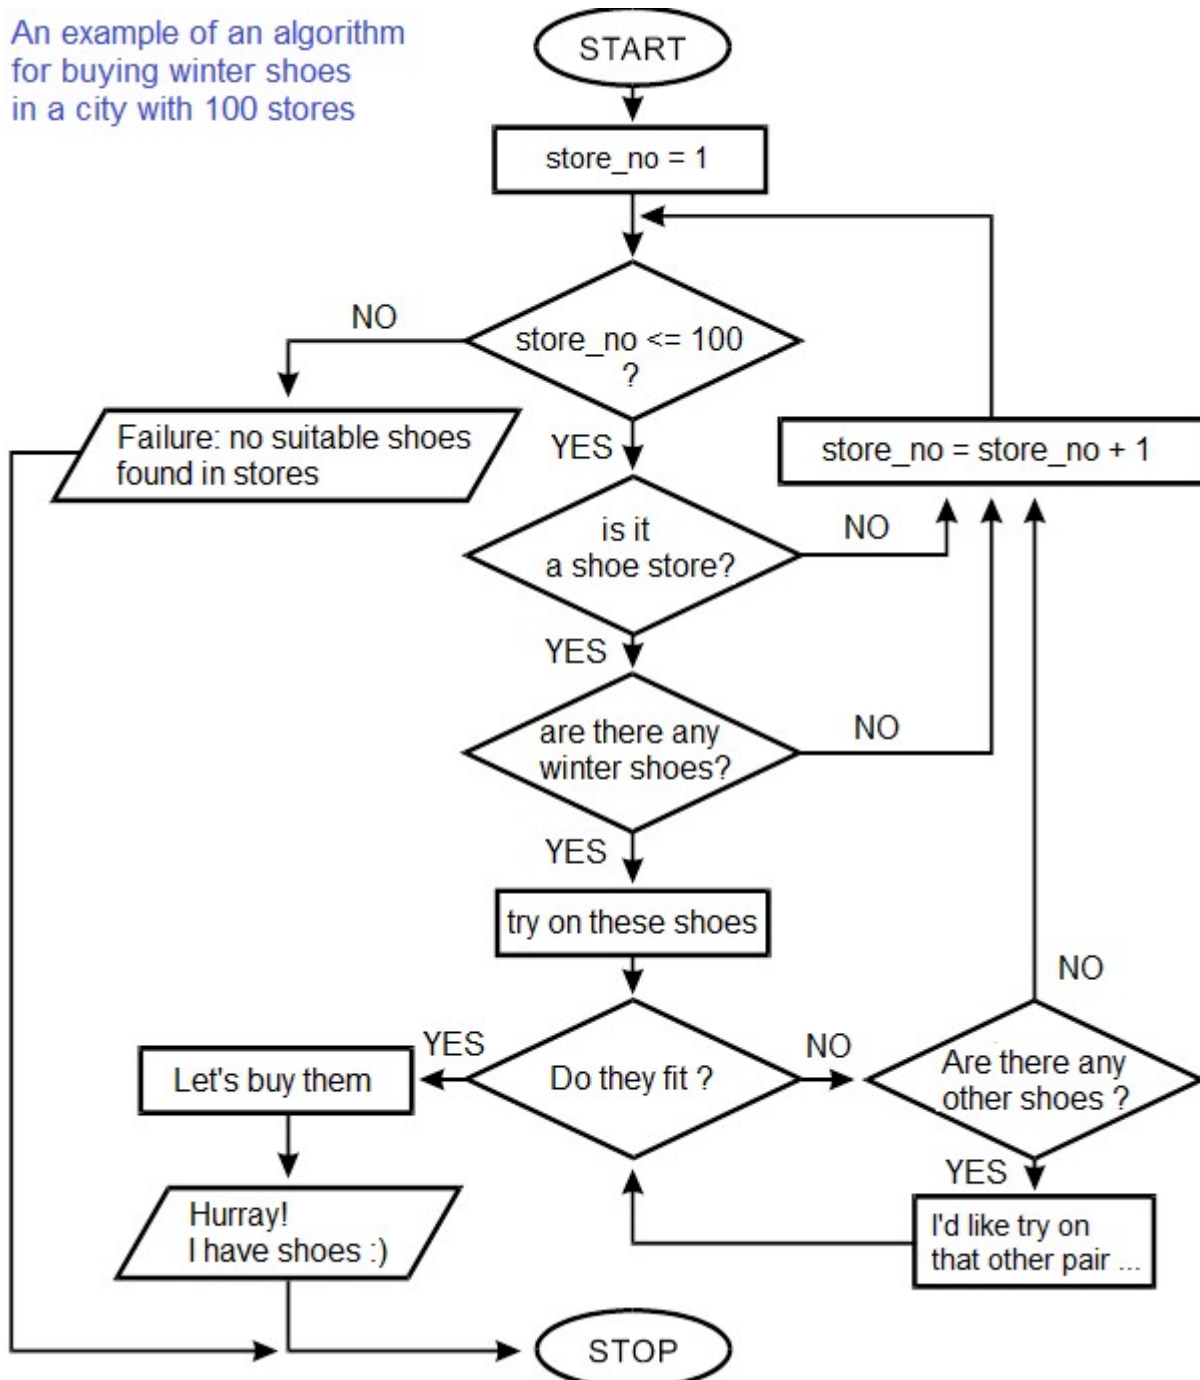 An example of an algorithm
for buying winter shoes
in a city with 100 stores
START
store_no = 1
NO
store_no <= 100
?
Failure: no suitable shoes
found in stores
YES
store_no = store_no + 1
is it
a shoe store?
NO
YES
are there any
winter shoes?
NO
YES
try on these shoes
NO
YES
Let's buy them
Do they fit ?
NO
Are there any
other shoes ?
YES
Hurray!
I have shoes :)
I'd like try on
that other pair ...
STOP